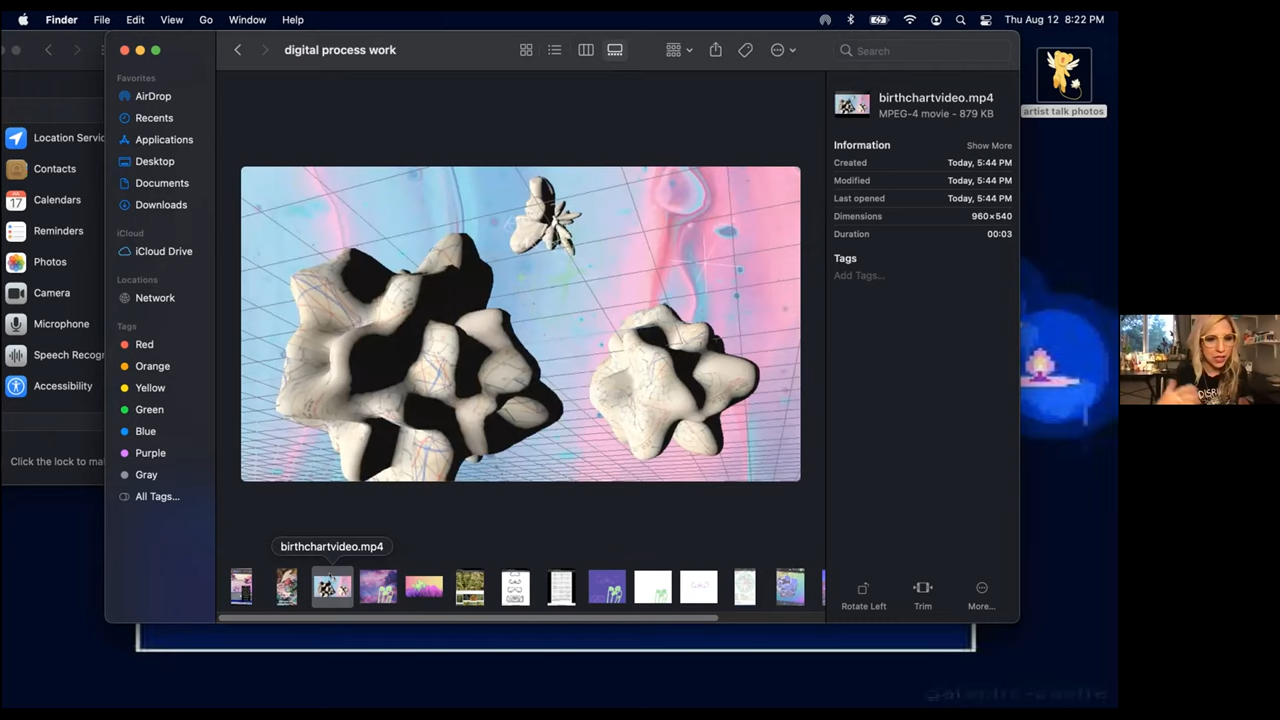 Finder File Edit View Go Window Help Thu Aug 12 8:22 PM
digital process work
Search
Favorites
AirDrop
Recents
Applications
Desktop
Documents
Downloads
iCloud
iCloud Drive
Locations
Network
Tags
Red
Orange
Yellow
Green
Blue
Purple
Gray
All Tags...
Location Servic
Contacts
17
Calendars
Reminders
Photos
Camera
Microphone
Speech Recog
Accessibility
Click the lock to ma
birthchartvideo.mp4
MPEG-4 movie - 879 KB
Information Show More
Created Today, 5:44 PM
Modified Today, 5:44 PM
Last opened Today, 5:44 PM
Dimensions 960×540
Duration 00:03
Tags
Add Tags...
birthchartvideo.mp4
Rotate Left Trim More...
artist talk photos